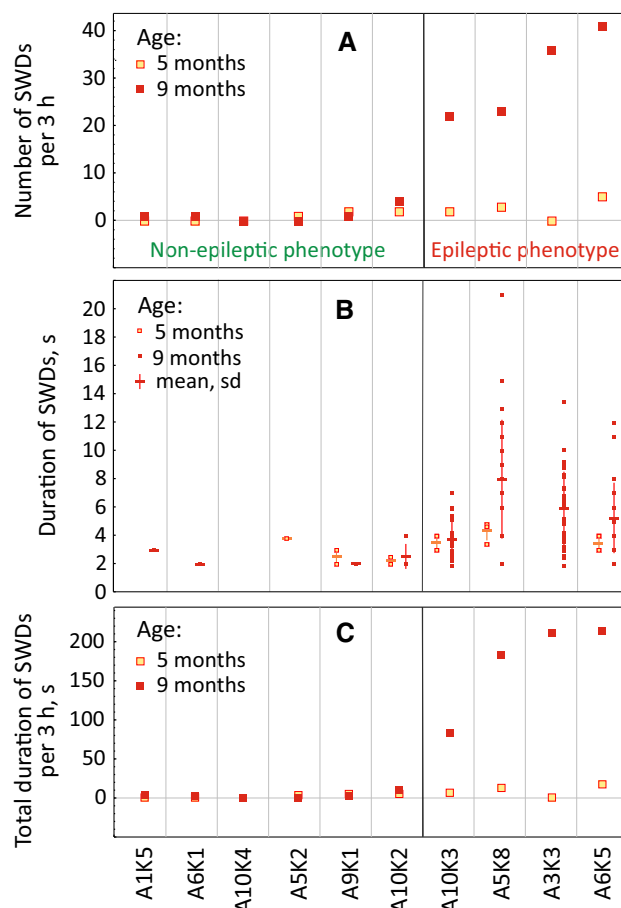 Number of SWDs
per 3 h
40
20
0
Age:
5 months
9 months
A
Non-epileptic phenotype
Epileptic phenotype
Duration of SWDs, s
20
18
16
14
12
10
8
6
4
2
0
Age:
5 months
9 months
mean, sd
B
Total duration of SWDs
per 3 h, s
200
150
100
50
0
Age:
5 months
9 months
C
A1K5
A6K1
A10K4
A5K2
A9K1
A10K2
A10K3
A5K8
A3K3
A6K5